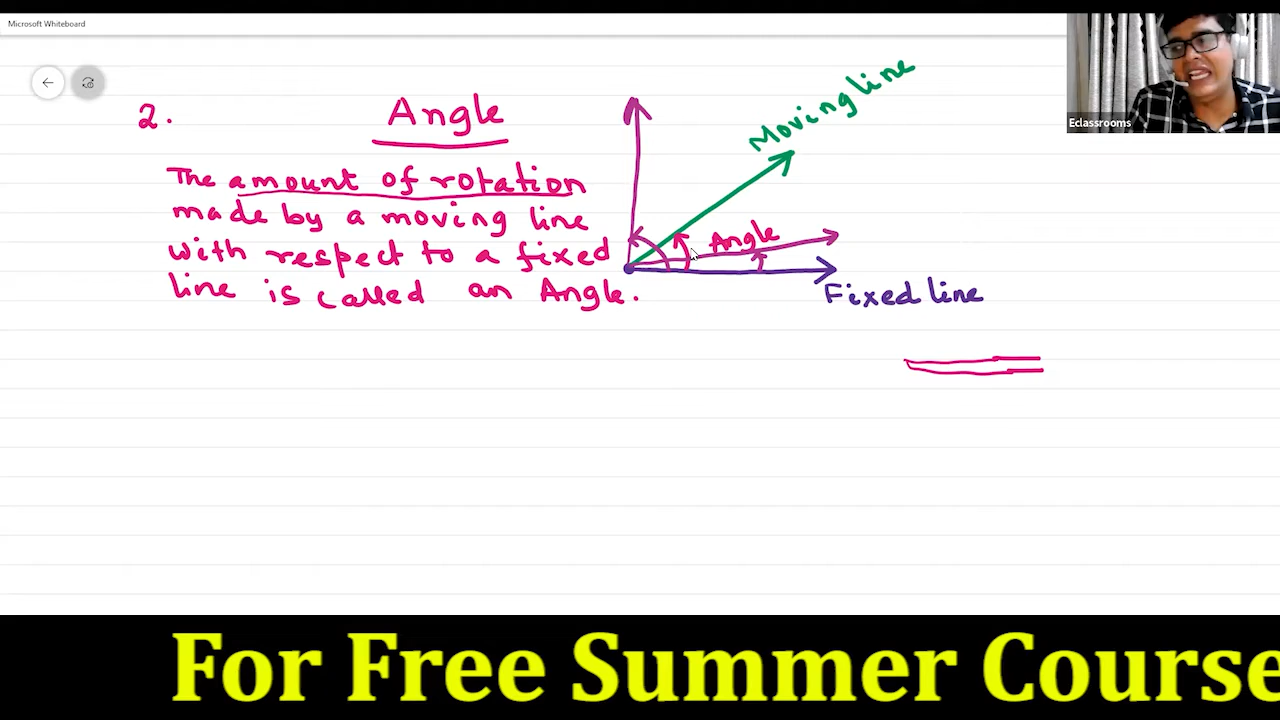 Microsoft Whiteboard
Eclassrooms
2. Angle
The amount of rotation
made by a moving line
with respect to a fixed
line is called an Angle.
Moving line
Angle
Fixed line
For Free Summer Course